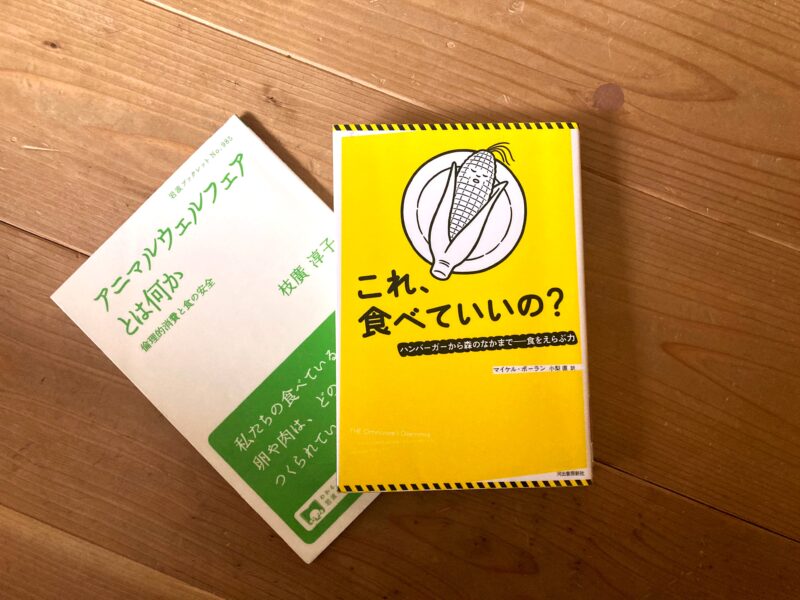 岩波ブックレット No. 985
アニマルウェルフェア
とは何か
倫理的消費と食の安全
枝廣 淳子
私たちの食べている
卵や肉は、どの
つくられてい
これ、
食べていいの?
ハンバーガーから森のなかまで——食をえらぶ力
マイケル・ポーラン 小梨 直 訳
THE Omnivore's Dilemma
河出書房新社